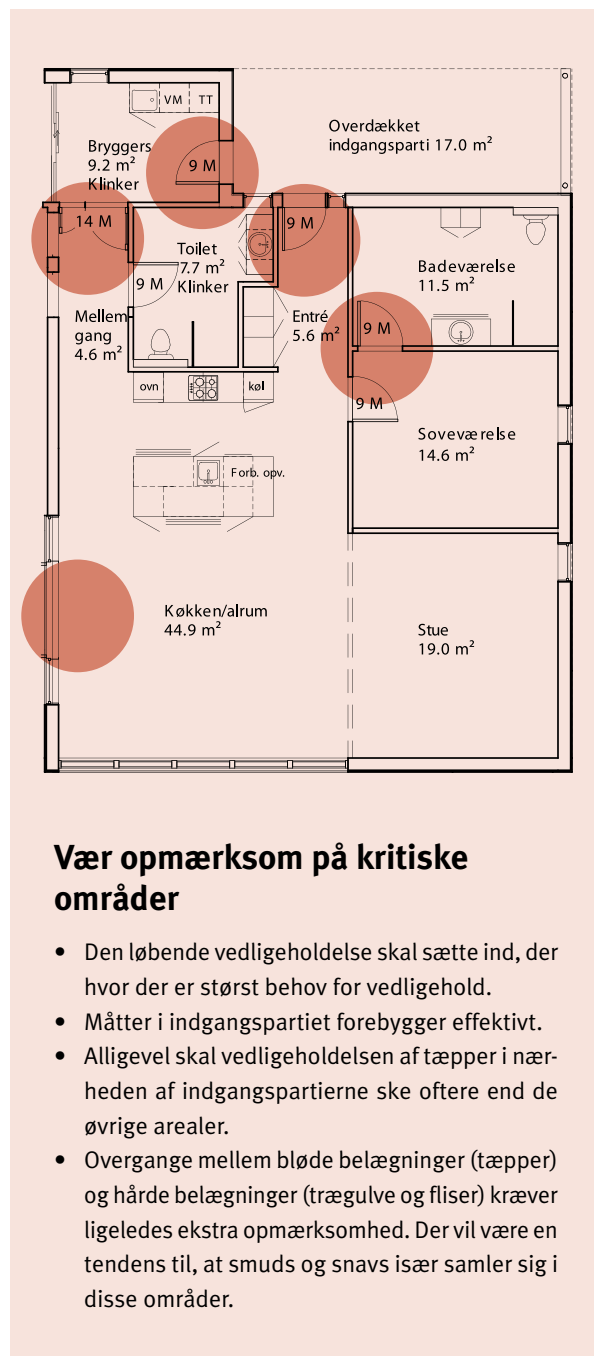 VM TT
Overdækket
indgangsparti 17.0 m²
Bryggers
9.2 m²
Klinker
9 M
14 M
Toilet
7.7 m²
Klinker
9 M
9 M
Badeværelse
11.5 m²
Mellem
gang
4.6 m²
Entré
5.6 m²
9 M
ovn
køl
9 M
Soveværelse
14.6 m²
Forb. opv.
Køkken/alrum
44.9 m²
Stue
19.0 m²
Vær opmærksom på kritiske
områder
• Den løbende vedligeholdelse skal sætte ind, der
hvor der er størst behov for vedligehold.
• Måtter i indgangspartiet forebygger effektivt.
• Alligevel skal vedligeholdelsen af tæpper i nær-
heden af indgangspartierne ske oftere end de
øvrige arealer.
• Overgange mellem bløde belægninger (tæpper)
og hårde belægninger (trægulve og fliser) kræver
ligeledes ekstra opmærksomhed. Der vil være en
tendens til, at smuds og snavs især samler sig i
disse områder.